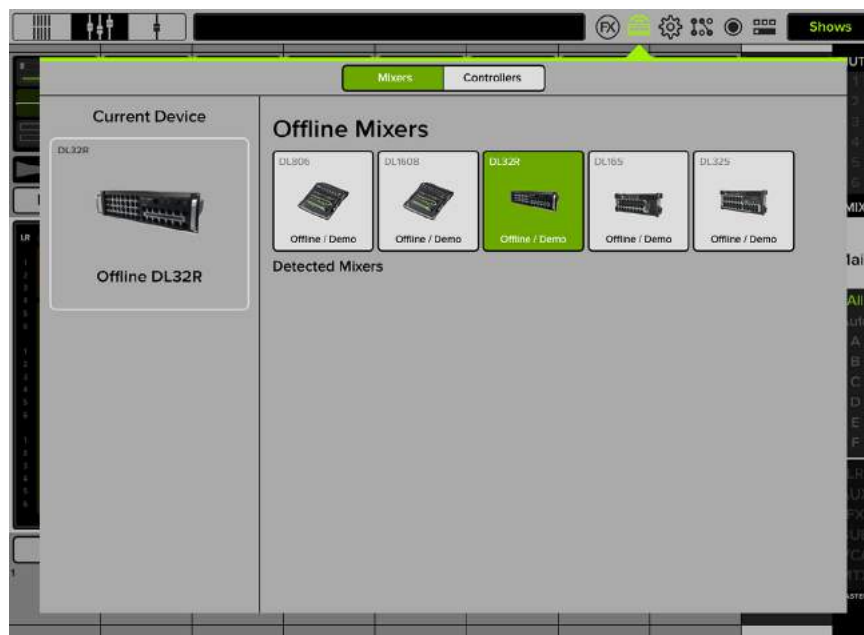 FX
Shows
Mixers
Controllers
Current Device
DL32R
Offline DL32R
Offline Mixers
DL806
DL1608
DL32R
DL16S
DL32S
Offline / Demo
Offline / Demo
Offline / Demo
Offline / Demo
Offline / Demo
Detected Mixers
LR
All
A
B
C
D
E
F